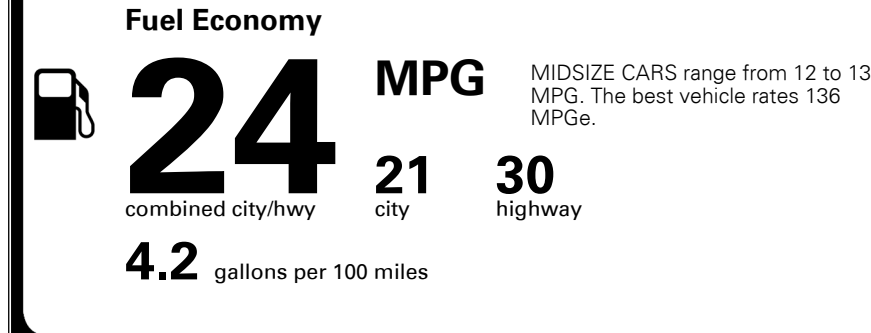 Fuel Economy
24 MPG
MIDSIZE CARS range from 12 to 13
MPG. The best vehicle rates 136
MPGe.
combined city/hwy
21
city
30
highway
4.2 gallons per 100 miles